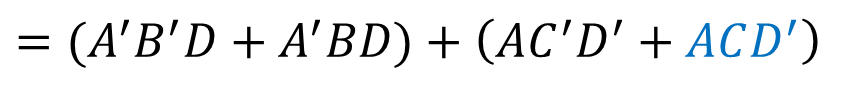 = (A′B′D + A′BD) + (AC′D′ + ACD′)